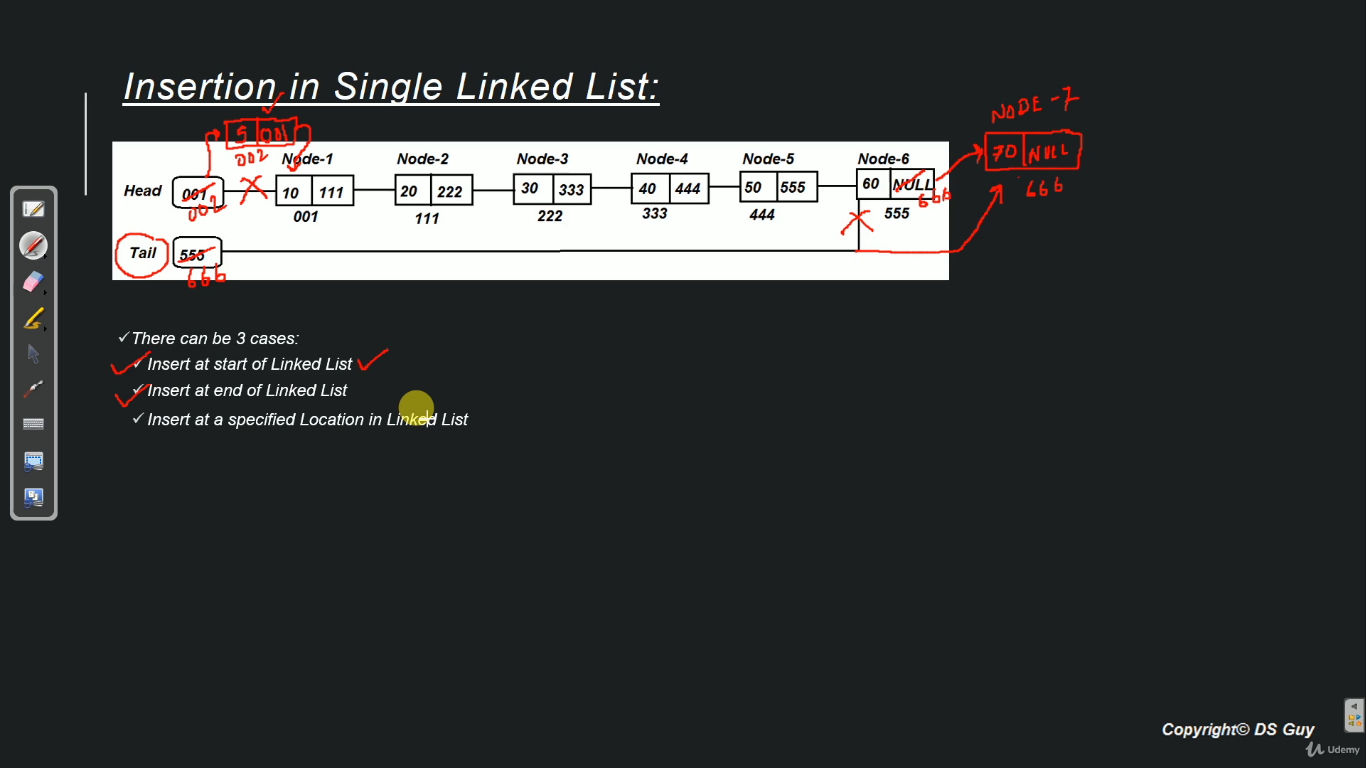 Insertion in Single Linked List:
NODE-7
5 001
002
70 NULL
666
Node-1 Node-2 Node-3 Node-4 Node-5 Node-6
Head 001 10 111 20 222 30 333 40 444 50 555 60 NULL
002 666
001 111 222 333 444 555
Tail 555
666
There can be 3 cases:
Insert at start of Linked List
Insert at end of Linked List
Insert at a specified Location in Linked List
Copyright© DS Guy
Udemy